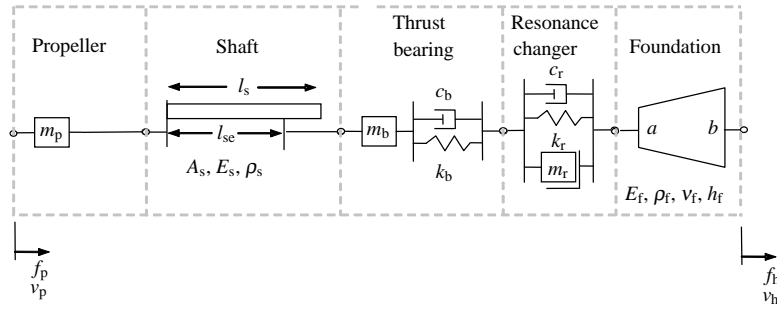 Propeller
Shaft
Thrust
bearing
Resonance
changer
Foundation
l_s
l_se
A_s, E_s, ρ_s
m_p
m_b
c_b
k_b
c_r
k_r
m_r
a
b
E_f, ρ_f, ν_f, h_f
f_p
v_p
f_h
v_h